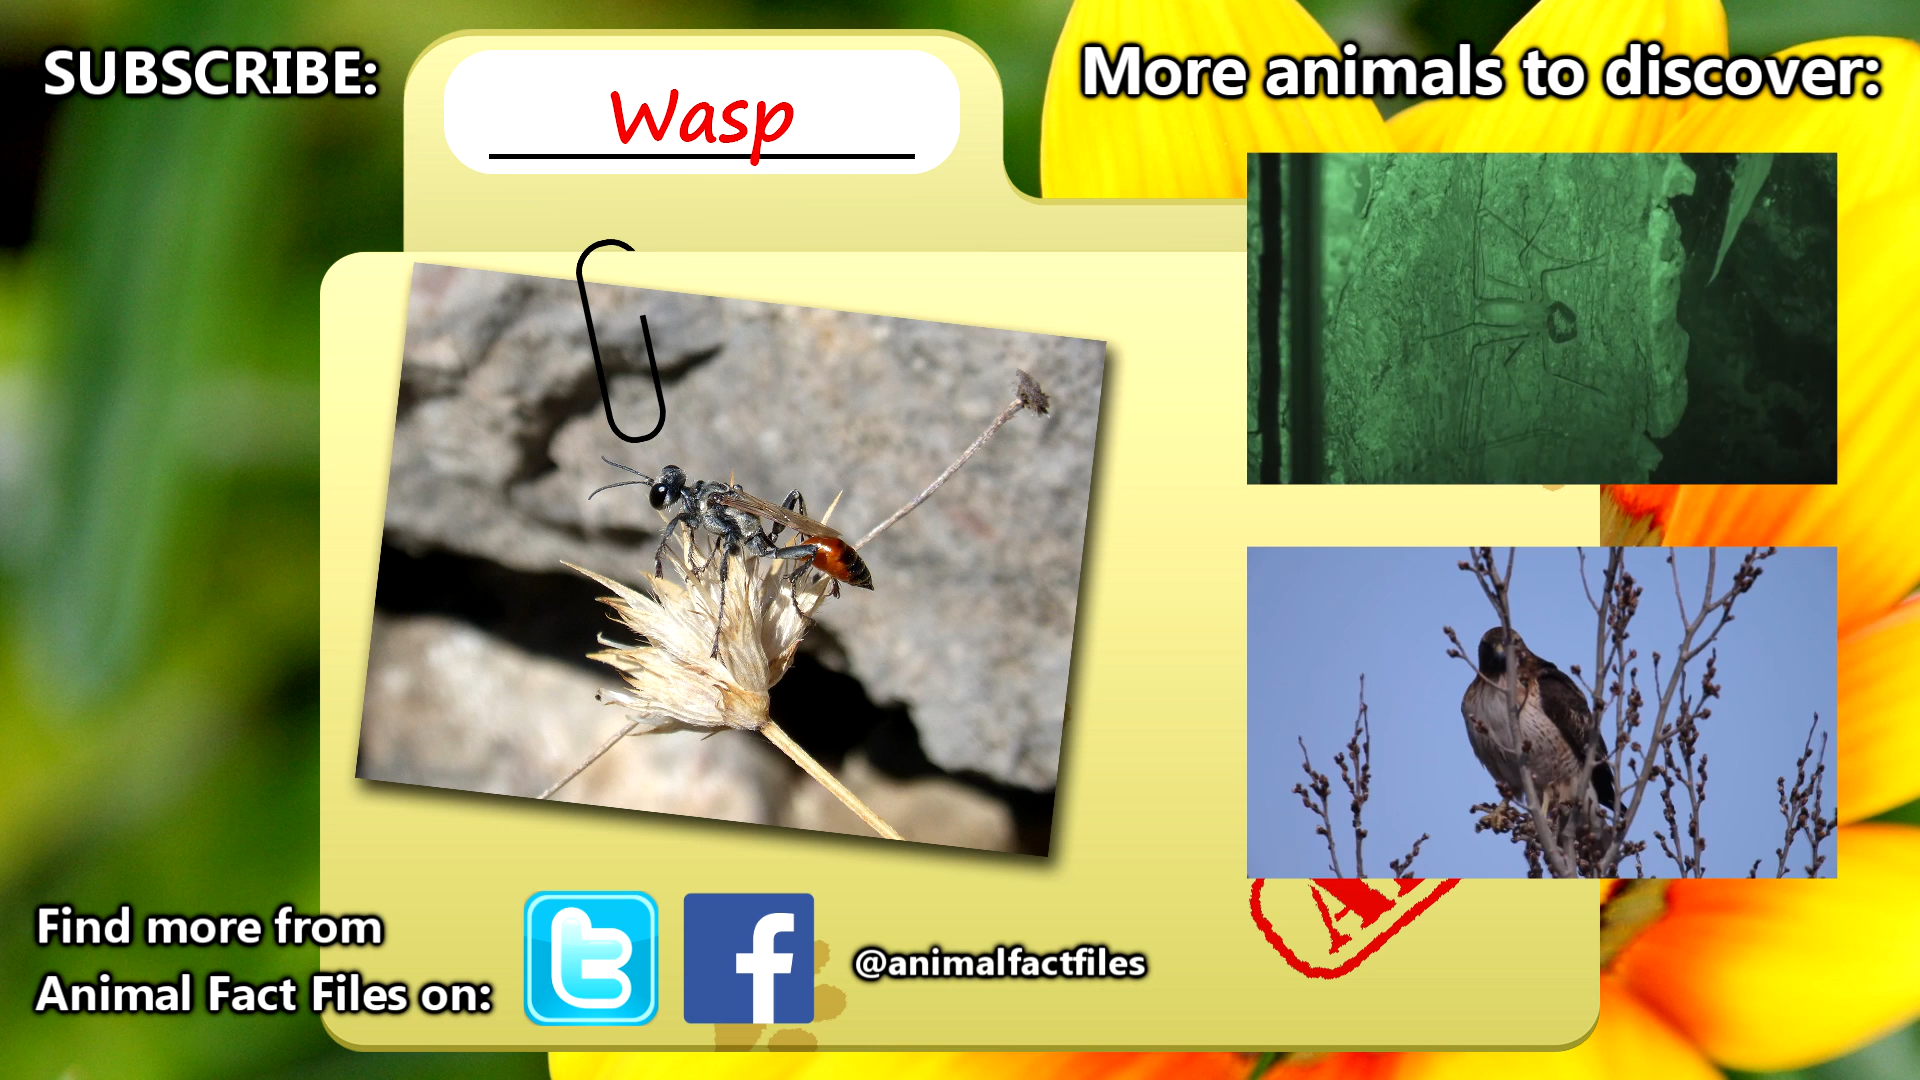 SUBSCRIBE:
Wasp
More animals to discover:
Find more from
Animal Fact Files on:
@animalfactfiles